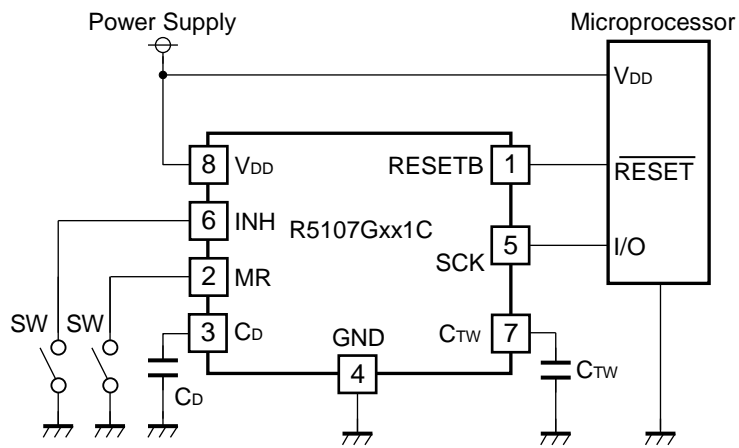 Power Supply
Microprocessor
VDD
8
VDD
RESETB
1
RESET
6
INH
R5107Gxx1C
2
MR
SCK
5
I/O
SW
SW
3
CD
GND
CTW
7
4
CD
CTW